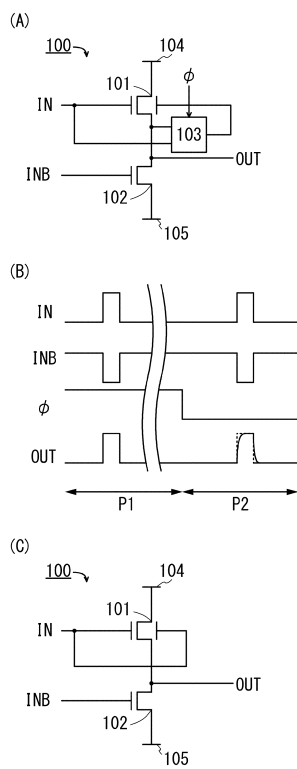 (A)
100
104
101
φ
IN
103
OUT
INB
102
105
(B)
IN
INB
φ
OUT
P1 P2
(C)
100
104
101
IN
OUT
INB
102
105